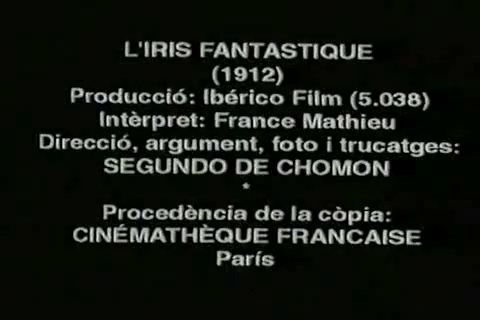 L'IRIS FANTASTIQUE
(1912)
Producció: Ibérico Film (5.038)
Intèrpret: France Mathieu
Direcció, argument, foto i trucatges:
SEGUNDO DE CHOMON
*
Procedència de la còpia:
CINÉMATHÈQUE FRANCAISE
París